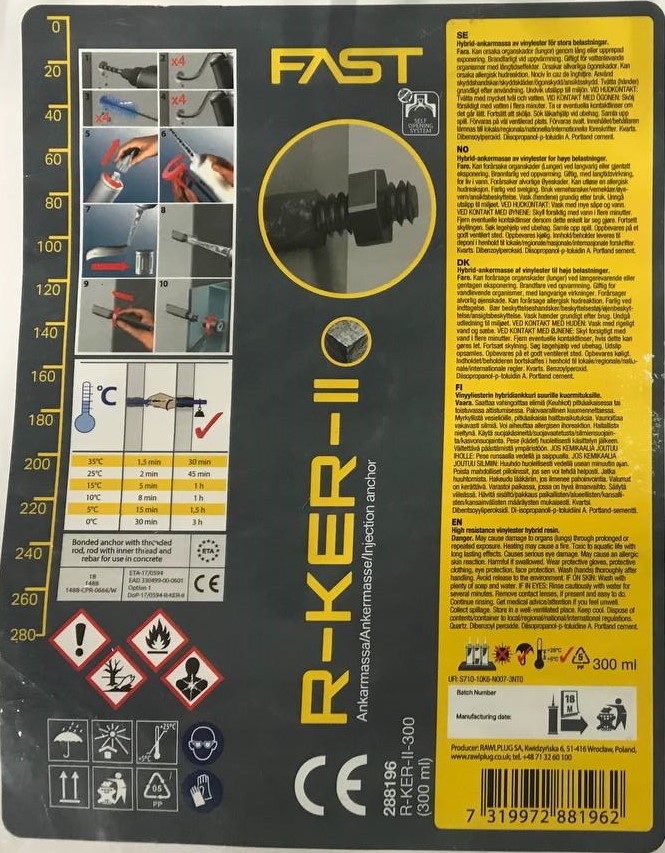 0
20
40
60
80
100
120
140
160
180
200
220
240
260
280
1
2
x4
3
x4
4
x4
5
6
7
8
9
10
°C
35°C 1,5 min 30 min
25°C 2 min 45 min
15°C 5 min 1 h
10°C 8 min 1 h
5°C 15 min 1,5 h
0°C 30 min 3 h
Bonded anchor with threaded
rod, rod with inner thread and
rebar for use in concrete
ETA
18
1488
1488-CPR-0666/W
ETA-17/0594
EAD 330499-00-0601
Option 1
DoP-17/0594-R-KER-II
CE
+25°C
+5°C
05
PP
FAST
SELF
OPENING
SYSTEM
R-KER-II
Ankarmassa/Ankermasse/Injection anchor
CE
288196
R-KER-II-300
(300 ml)
SE
Hybrid-ankarmassa av vinylester för stora belastningar.
Fara. Kan orsaka organskador (lungor) genom lång eller upprepad
exponering. Brandfarligt vid uppvärmning. Giftigt för vattenlevande
organismer med långtidseffekter. Orsakar allvarliga ögonskador. Kan
orsaka allergisk hudreaktion.
grundligt efter användning. Undvik utsläpp till miljön. VID HUDKONTAKT:
Tvätta med mycket tvål och vatten. VID KONTAKT MED ÖGONEN: Skölj
försiktigt med vatten i flera minuter. Ta ur eventuella kontaktlinser om
det går lätt. Fortsätt att skölja. Sök läkarhjälp vid obehag. Samla upp
spill. Förvaras på väl ventilerad plats. Förvaras svalt. Innehållet/behållaren
lämnas till lokala/regionala/nationella/internationella föreskrifter. Kvarts.
Dibensoylperoxid. Diisopropanol-p-toluidin A. Portland cement.
NO
Hybrid-ankermasse av vinylester for høye belastninger.
Fare. Kan forårsake organskader (Lungen) ved langvarig eller gjentatt
eksponering. Brannfarlig ved oppvarming. Giftig, med langtidsvirkning,
for liv i vann. Forårsaker alvorlige øyeskader. Kan utløse en allergisk
hudreaksjon. Farlig ved svelging. Bruk vernehansker/verneklær/øye-
vern/ansiktsbeskyttelse. Vask (hendene) grundig etter bruk. Unngå
utslipp til miljøet. VED HUDKONTAKT: Vask med mye såpe og vann.
VED KONTAKT MED ØYNENE: Skyll forsiktig med vann i flere minutter.
Fjern eventuelle kontaktlinser dersom dette enkelt lar seg gjøre. Fortsett
skyllingen. Søk legehjelp ved ubehag. Samle opp spill. Oppbevares på et
godt ventilert sted. Oppbevares kjølig. Innhold/beholder leveres til
deponi i henhold til lokale/regionale/nasjonale/internasjonale forskrifter.
Kvarts. Dibenzoylperoxid. Diisopropanol-p-toluidin A. Portland cement.
DK
Hybrid-ankermasse af vinylester til høje belastninger.
Fare. Kan forårsage organskader (lunger) ved længerevarende eller
gentagen eksponering. Brandfare ved opvarmning. Giftig for
vandlevende organismer, med langvarige virkninger. Forårsager
alvorlig øjenskade. Kan forårsage allergisk hudreaktion. Farlig ved
indtagelse. Bær beskyttelseshandsker/beskyttelsestøj/øjenbeskyt-
telse/ansigtsbeskyttelse. Vask hænder grundigt efter brug. Undgå
udledning til miljøet. VED KONTAKT MED HUDEN: Vask med rigeligt
vand og sæbe. VED KONTAKT MED ØJNENE: Skyl forsigtigt med
vand i flere minutter. Fjern eventuelle kontaktlinser, hvis dette kan
gøres let. Fortsæt skylning. Søg lægehjælp ved ubehag. Udslip
opsamles. Opbevares på et godt ventileret sted. Opbevares køligt.
Indholdet/beholderen bortskaffes i henhold til lokale/regionale/natio-
nale/internationale regler. Kvarts. Benzoylperoxid.
Diisopropanol-p-toluidin A. Portland cement.
FI
Vinyyliesterin hybridiankkuri suurille kuormituksille.
Vaara. Saattaa vahingoittaa elimiä (Keuhkot) pitkäaikaisessa tai
toistuvassa altistumisessa. Palovaarallinen kuumennettaessa.
Myrkyllistä vesieliöille, pitkäaikaisia haittavaikutuksia. Vaurioittaa
vakavasti silmiä. Voi aiheuttaa allergisen ihoreaktion. Haitallista
nieltynä. Käytä suojakäsineitä/suojavaatetusta/silmiensuojain-
ta/kasvonsuojainta. Pese (kädet) huolellisesti käsittelyn jälkeen.
Vältettävä päästämistä ympäristöön. JOS KEMIKAALIA JOUTUU
IHOLLE: Pese runsaalla vedellä ja saippualla. JOS KEMIKAALIA
JOUTUU SILMIIN: Huuhdo huolellisesti vedellä usean minuutin ajan.
Poista mahdolliset piilolinssit, jos sen voi tehdä helposti. Jatka
huuhtomista. Hakeudu lääkäriin, jos ilmenee pahoinvointia. Valumat
on kerättävä. Varastoi paikassa, jossa on hyvä ilmanvaihto. Säilytä
viileässä. Hävitä sisältö/pakkaus paikallisten/alueellisten/kansalli-
sten/kansainvälisten määräysten mukaisesti. Kvartsi.
Dibentsoyyliperoksidi. Di-isopropanoli-p-toluidiini A. Portland-sementti.
EN
High resistance vinylester hybrid resin.
Danger. May cause damage to organs (lungs) through prolonged or
repeated exposure. Heating may cause a fire. Toxic to aquatic life with
long lasting effects. Causes serious eye damage. May cause an allergic
skin reaction. Harmful if swallowed. Wear protective gloves, protective
clothing, eye protection, face protection. Wash (hands) thoroughly after
handling. Avoid release to the environment. IF ON SKIN: Wash with
plenty of soap and water. IF IN EYES: Rinse cautiously with water for
several minutes. Remove contact lenses, if present and easy to do.
Continue rinsing. Get medical advice/attention if you feel unwell.
Collect spillage. Store in a well-ventilated place. Keep cool. Dispose of
contents/container to local/regional/national/international regulations.
Quartz. Dibenzoyl peroxide. Diisopropanol-p-toluidine A. Portland cement.
5
PP
300 ml
UFI: S710-10K6-N007-3NT0
Batch Number
Manufacturing date:
18
M
Producer: RAWLPLUG SA, Kwidzyńska 6, 51-416 Wrocław, Poland,
www.rawlplug.co.uk; tel. +48 71 32 60 100
7 319972 881962